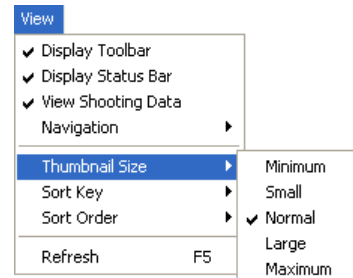 View
Display Toolbar
Display Status Bar
View Shooting Data
Navigation
Thumbnail Size
Sort Key
Sort Order
Refresh F5
Minimum
Small
Normal
Large
Maximum